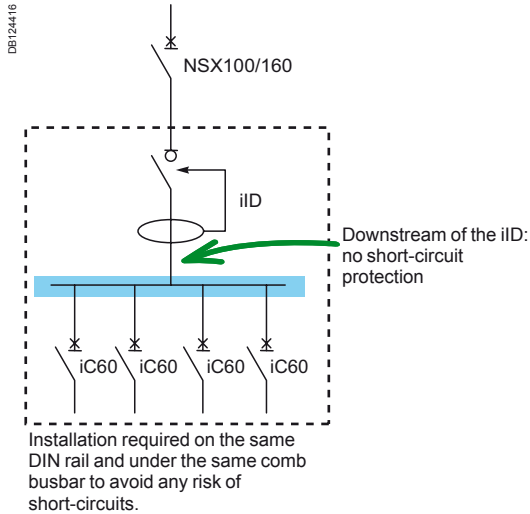 DB124416
NSX100/160
iID
Downstream of the iID:
no short-circuit
protection
iC60 iC60 iC60 iC60
Installation required on the same
DIN rail and under the same comb
busbar to avoid any risk of
short-circuits.